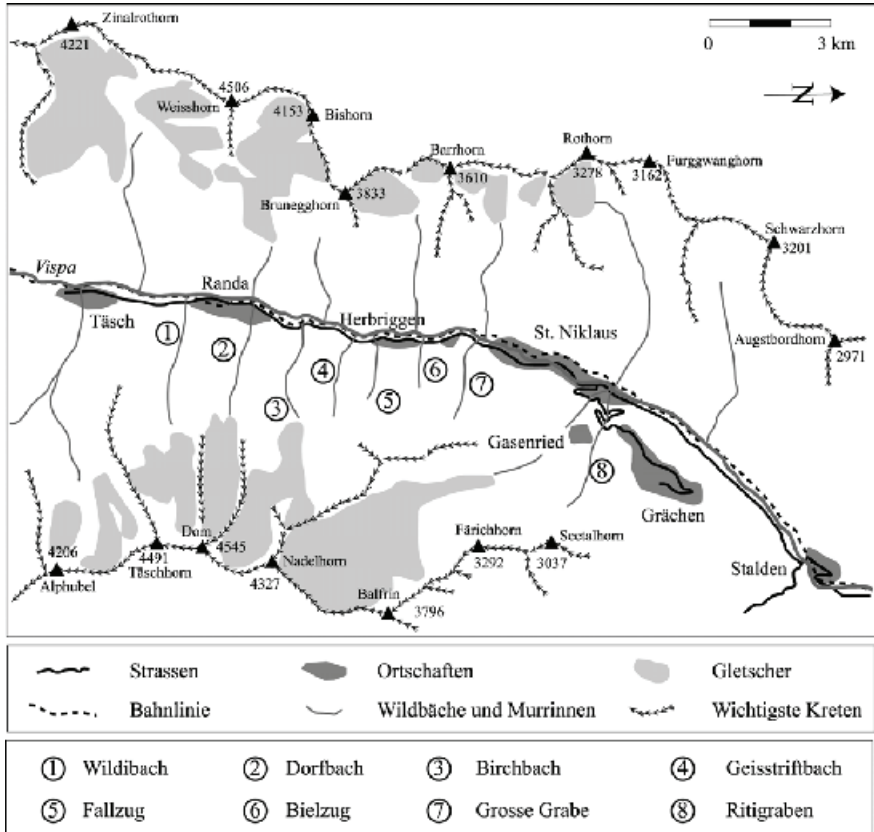 Zinalrothorn
4221
0 3 km
N
4506
Weisshorn
4153
Bishorn
Barrhorn
3610
Rothorn
3278
3162
Furggwanghorn
3833
Brunegghorn
Schwarzhorn
3201
Vispa
Randa
Täsch
Herbriggen
St. Niklaus
Augstbordhorn
2971
1
2
3
4
5
6
7
Gasenried
8
Grächen
Stalden
4206
Alphubel
4491
Täschhorn
Dom
4545
Nadelhorn
4327
Färichhorn
3292
Seetalhorn
3037
Balfrin
3796
Strassen Ortschaften Gletscher
Bahnlinie Wildbäche und Murrinnen Wichtigste Kreten
1 Wildibach 2 Dorfbach 3 Birchbach 4 Geisstriftbach
5 Fallzug 6 Bielzug 7 Grosse Grabe 8 Ritigraben